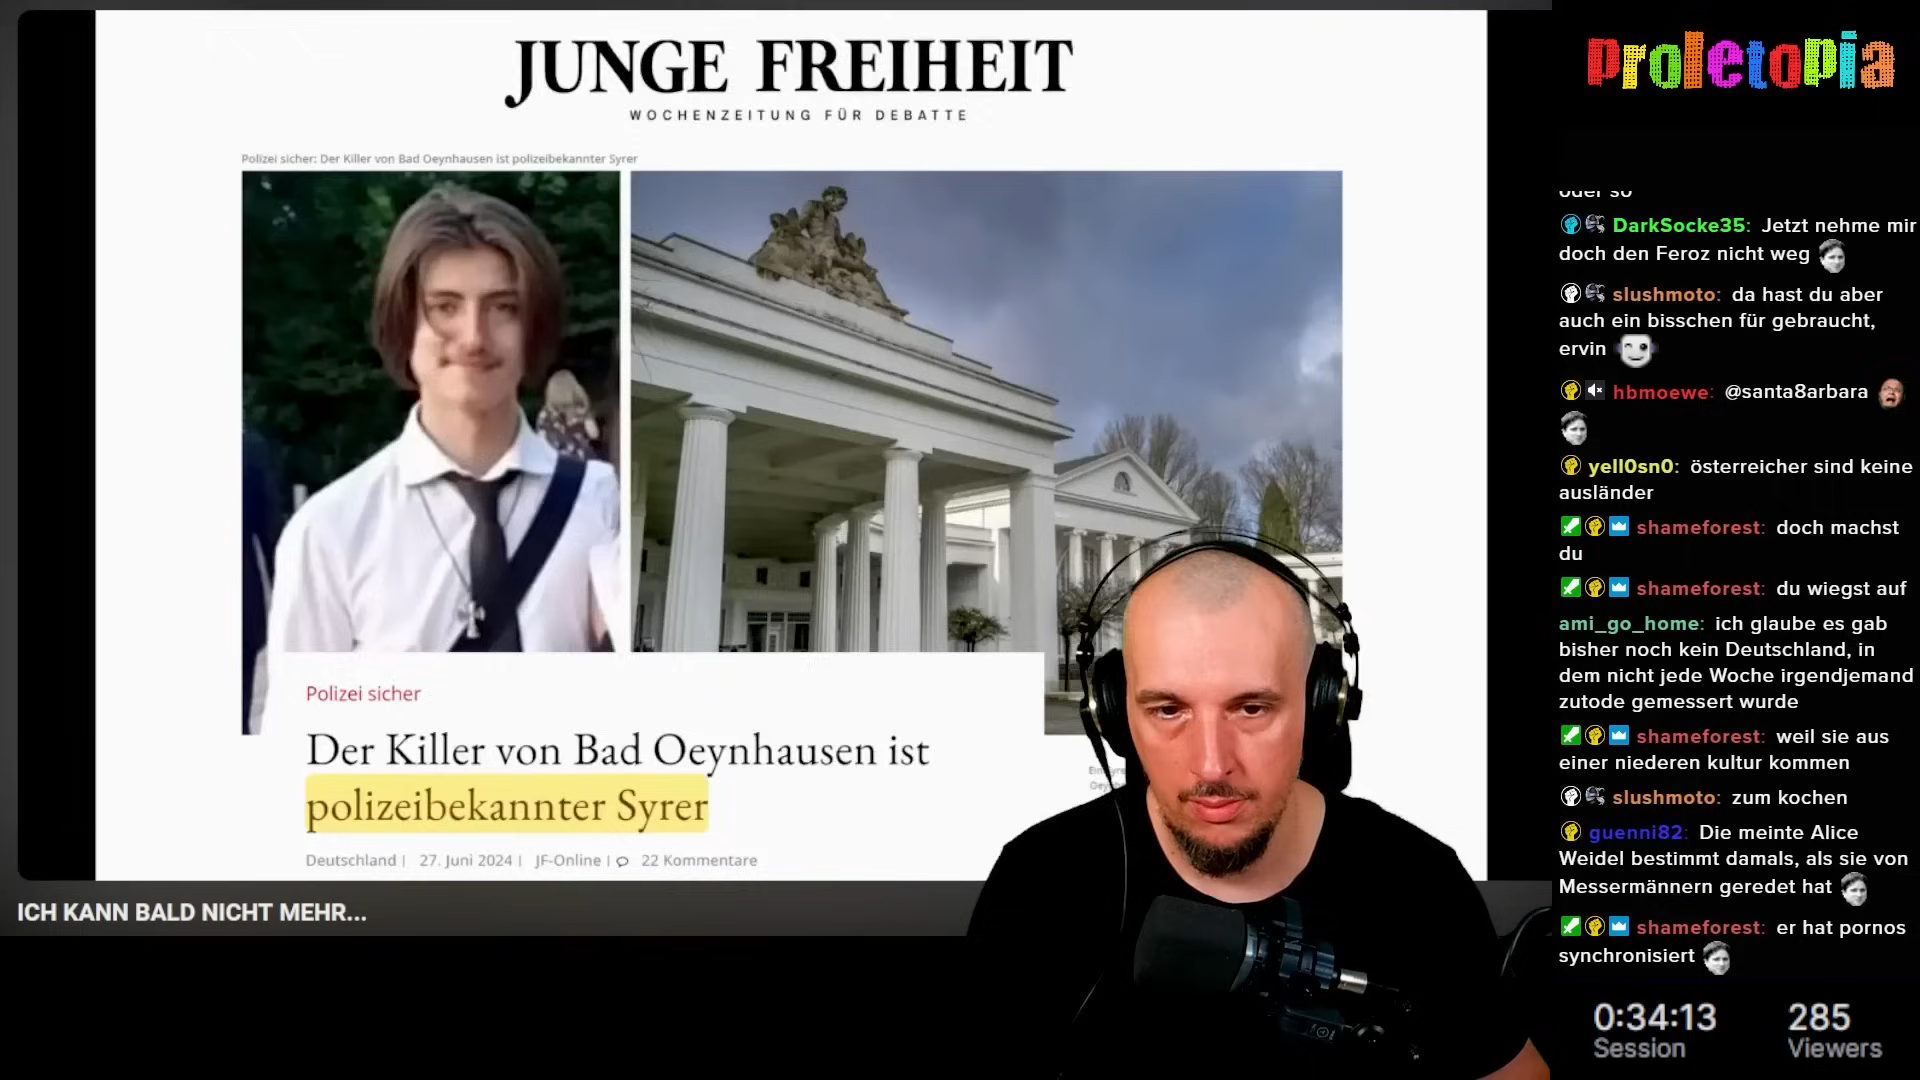 JUNGE FREIHEIT
WOCHENZEITUNG FÜR DEBATTE
Polizei sicher: Der Killer von Bad Oeynhausen ist polizeibekannter Syrer
Polizei sicher
Der Killer von Bad Oeynhausen ist
polizeibekannter Syrer
Deutschland | 27. Juni 2024 | JF-Online | 22 Kommentare
ICH KANN BALD NICHT MEHR...
Proletopia
oder so
DarkSocke35: Jetzt nehme mir
doch den Feroz nicht weg
slushmoto: da hast du aber
auch ein bisschen für gebraucht,
ervin
hbmoewe: @santa8arbara
yell0sn0: österreicher sind keine
ausländer
shameforest: doch machst
du
shameforest: du wiegst auf
ami_go_home: ich glaube es gab
bisher noch kein Deutschland, in
dem nicht jede Woche irgendjemand
zutode gemessert wurde
shameforest: weil sie aus
einer niederen kultur kommen
slushmoto: zum kochen
guenni82: Die meinte Alice
Weidel bestimmt damals, als sie von
Messermännern geredet hat
shameforest: er hat pornos
synchronisiert
0:34:13
Session
285
Viewers